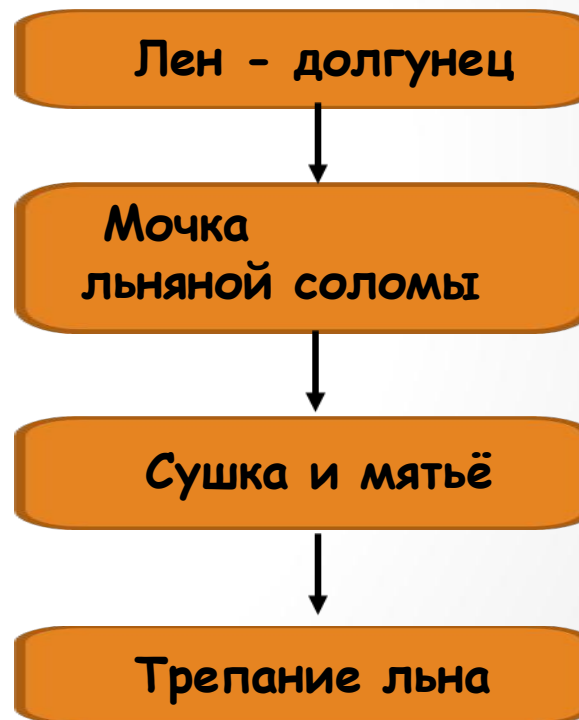 Лен - долгунец
Мочка
льняной соломы
Сушка и мятьё
Трепание льна